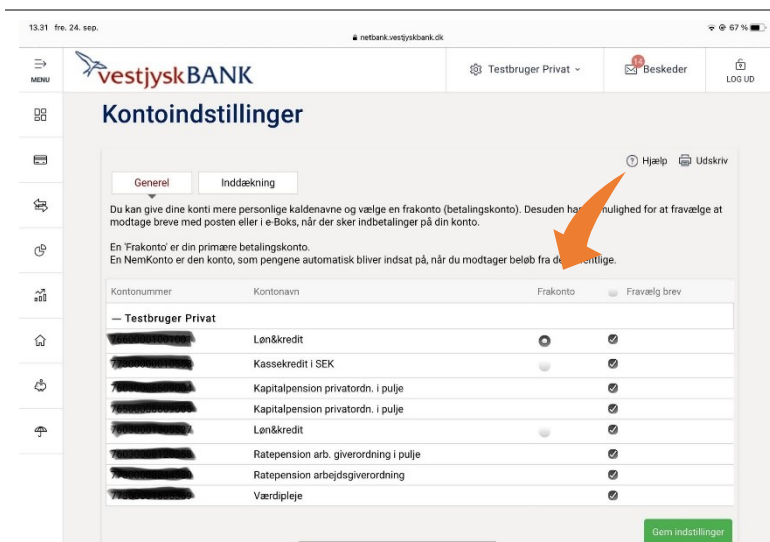 13.31 fre. 24. sep.
netbank.vestjyskbank.dk
67 %
MENU
vestjyskBANK
Testbruger Privat
14
Beskeder
LOG UD
Kontoindstillinger
Hjælp
Udskriv
Generel
Inddækning
Du kan give dine konti mere personlige kaldenavne og vælge en frakonto (betalingskonto). Desuden har mulighed for at fravælge at
modtage breve med posten eller i e-Boks, når der sker indbetalinger på din konto.
En 'Frakonto' er din primære betalingskonto.
En NemKonto er den konto, som pengene automatisk bliver indsat på, når du modtager beløb fra de
Kontonummer Kontonavn Frakonto Fravælg brev
— Testbruger Privat
Løn&kredit
Kassekredit i SEK
Kapitalpension privatordn. i pulje
Kapitalpension privatordn. i pulje
Løn&kredit
Ratepension arb. giverordning i pulje
Ratepension arbejdsgiverordning
Værdipleje
Gem indstillinger